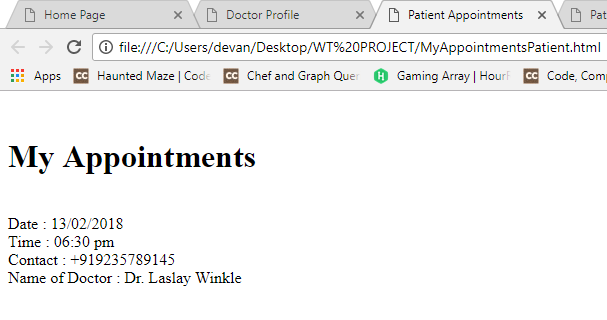 Home Page
Doctor Profile
Patient Appointments
file:///C:/Users/devan/Desktop/WT%20PROJECT/MyAppointmentsPatient.html
Apps
Haunted Maze | Code
Chef and Graph Quer
Gaming Array | Hour
Code, Comp
My Appointments
Date : 13/02/2018
Time : 06:30 pm
Contact : +919235789145
Name of Doctor : Dr. Laslay Winkle